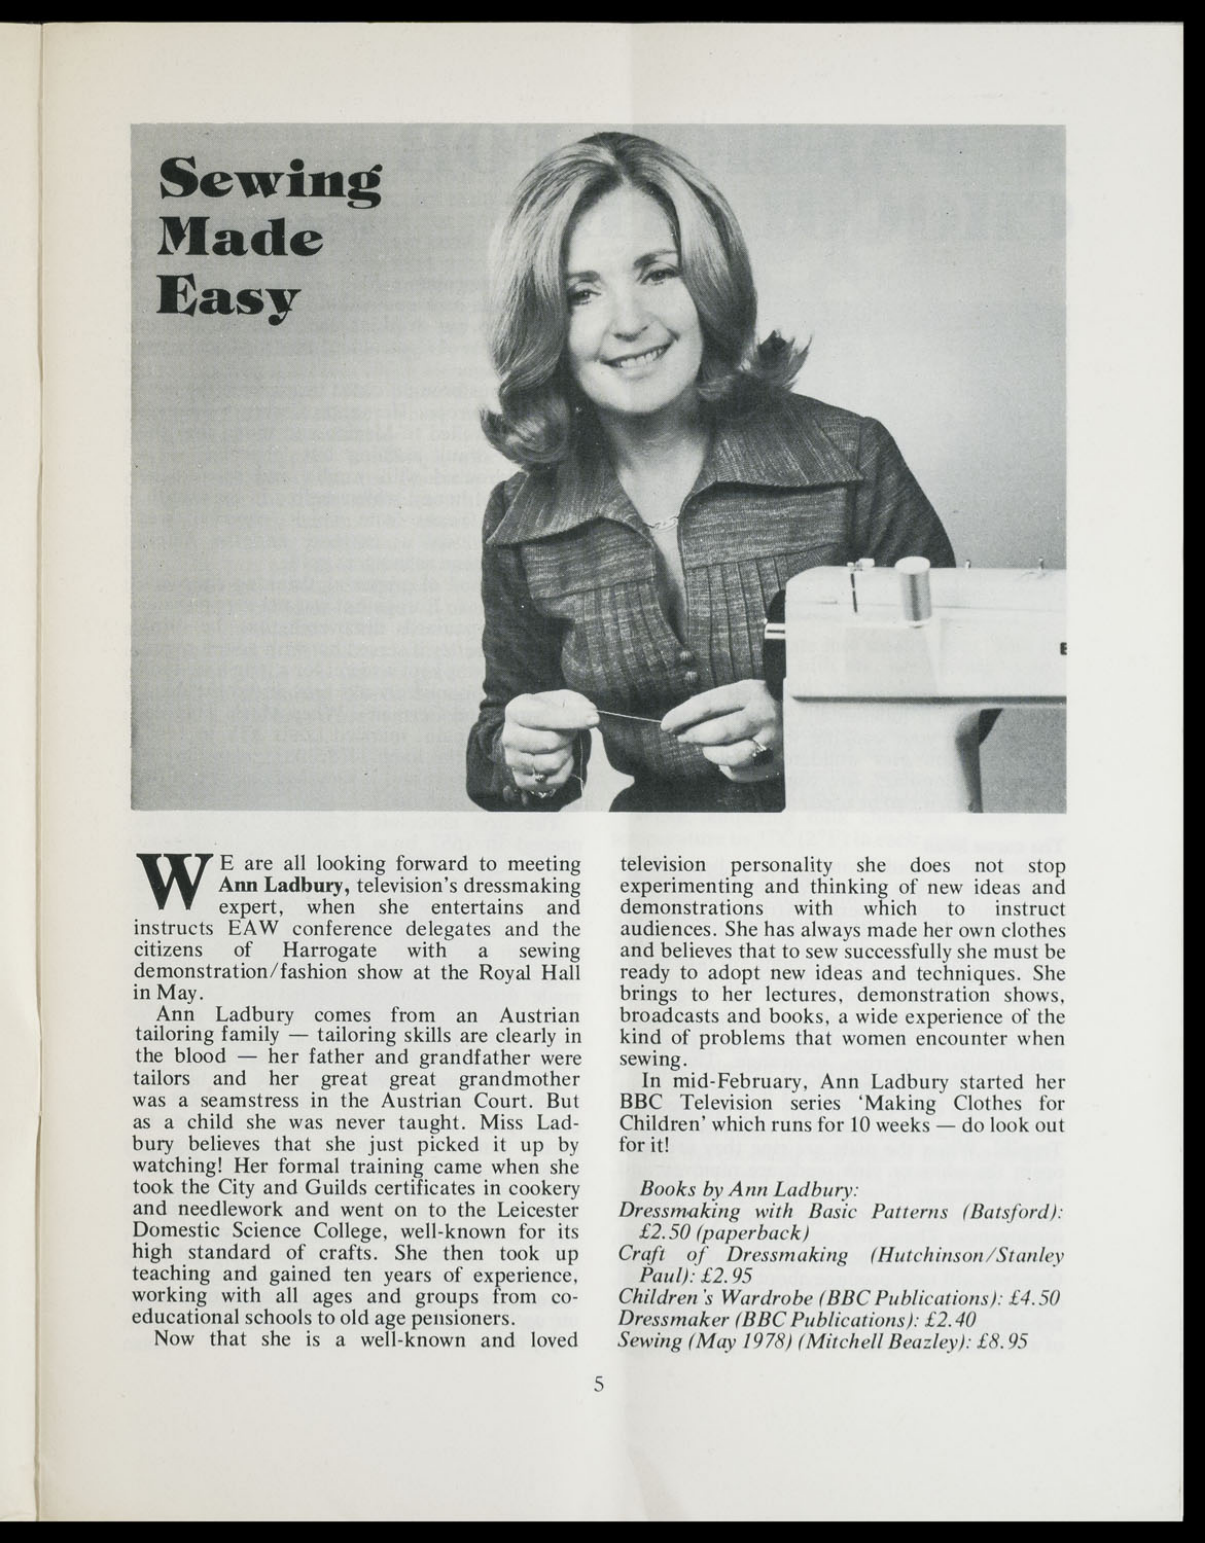 Sewing
Made
Easy
WE are all looking forward to meeting
Ann Ladbury, television's dressmaking
expert, when she entertains and
instructs EAW conference delegates and the
citizens of Harrogate with a sewing
demonstration/fashion show at the Royal Hall
in May.
Ann Ladbury comes from an Austrian
tailoring family — tailoring skills are clearly in
the blood — her father and grandfather were
tailors and her great great grandmother
was a seamstress in the Austrian Court. But
as a child she was never taught. Miss Lad-
bury believes that she just picked it up by
watching! Her formal training came when she
took the City and Guilds certificates in cookery
and needlework and went on to the Leicester
Domestic Science College, well-known for its
high standard of crafts. She then took up
teaching and gained ten years of experience,
working with all ages and groups from co-
educational schools to old age pensioners.
Now that she is a well-known and loved
television personality she does not stop
experimenting and thinking of new ideas and
demonstrations with which to instruct
audiences. She has always made her own clothes
and believes that to sew successfully she must be
ready to adopt new ideas and techniques. She
brings to her lectures, demonstration shows,
broadcasts and books, a wide experience of the
kind of problems that women encounter when
sewing.
In mid-February, Ann Ladbury started her
BBC Television series 'Making Clothes for
Children' which runs for 10 weeks — do look out
for it!
Books by Ann Ladbury:
Dressmaking with Basic Patterns (Batsford):
£2.50 (paperback)
Craft of Dressmaking (Hutchinson/Stanley
Paul): £2.95
Children's Wardrobe (BBC Publications): £4.50
Dressmaker (BBC Publications): £2.40
Sewing (May 1978) (Mitchell Beazley): £8.95
5